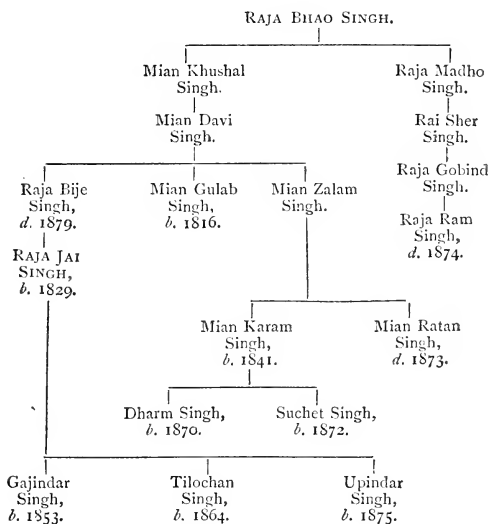 RAJA BHAO SINGH.
Mian Khushal
Singh.
Raja Madho
Singh.
Mian Davi
Singh.
Rai Sher
Singh.
Raja Gobind
Singh.
Raja Bije
Singh,
d. 1879.
Mian Gulab
Singh,
b. 1816.
Mian Zalam
Singh.
Raja Ram
Singh,
d. 1874.
RAJA JAI
SINGH,
b. 1829.
Mian Karam
Singh,
b. 1841.
Mian Ratan
Singh,
d. 1873.
Dharm Singh,
b. 1870.
Suchet Singh,
b. 1872.
Gajindar
Singh,
b. 1853.
Tilochan
Singh,
b. 1864.
Upindar
Singh,
b. 1875.